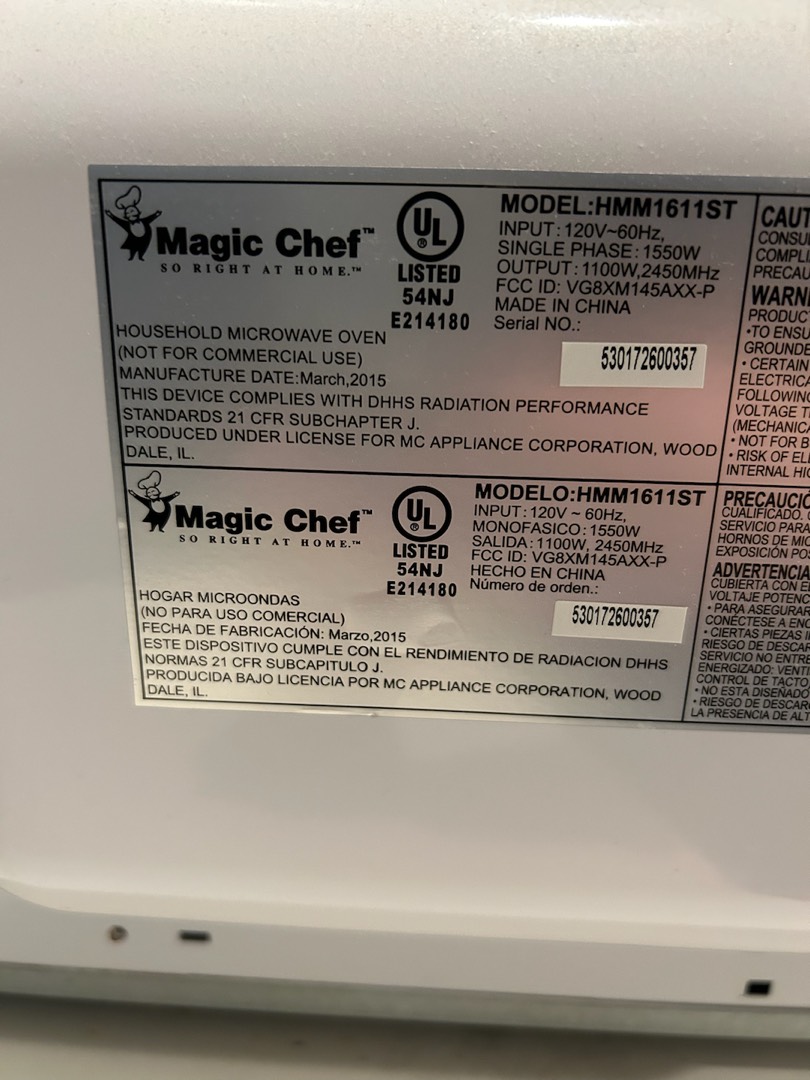 Magic Chef™
SO RIGHT AT HOME.™
UL
®
LISTED
54NJ
E214180
MODEL:HMM1611ST
INPUT:120V~60Hz,
SINGLE PHASE:1550W
OUTPUT:1100W,2450MHz
FCC ID: VG8XM145AXX-P
MADE IN CHINA
Serial NO.:
530172600357
HOUSEHOLD MICROWAVE OVEN
(NOT FOR COMMERCIAL USE)
MANUFACTURE DATE:March,2015
THIS DEVICE COMPLIES WITH DHHS RADIATION PERFORMANCE
STANDARDS 21 CFR SUBCHAPTER J.
PRODUCED UNDER LICENSE FOR MC APPLIANCE CORPORATION, WOOD
DALE, IL.
CAUT
CONSU
COMPLI
PRECAU
WARNI
PRODUC
•TO ENSU
GROUNDE
• CERTAIN
ELECTRICA
FOLLOWING
VOLTAGE T
(MECHANICA
• NOT FOR B
• RISK OF EL
INTERNAL HIG
Magic Chef™
SO RIGHT AT HOME.™
UL
®
LISTED
54NJ
E214180
MODELO:HMM1611ST
INPUT: 120V ~ 60Hz,
MONOFASICO:1550W
SALIDA:1100W, 2450MHz
FCC ID: VG8XM145AXX-P
HECHO EN CHINA
Número de orden.:
530172600357
HOGAR MICROONDAS
(NO PARA USO COMERCIAL)
FECHA DE FABRICACIÓN: Marzo,2015
ESTE DISPOSITIVO CUMPLE CON EL RENDIMIENTO DE RADIACION DHHS
NORMAS 21 CFR SUBCAPITULO J.
PRODUCIDA BAJO LICENCIA POR MC APPLIANCE CORPORATION, WOOD
DALE, IL.
PRECAUCIÓ
CUALIFICADO.
SERVICIO PARA
HORNOS DE MIC
EXPOSICIÓN POS
ADVERTENCIA
CUBIERTA CON E
VOLTAJE POTENC
• PARA ASEGURAR
CONÉCTESE A ENC
• CIERTAS PIEZAS I
RIESGO DE DESCAR
SERVICIO NO ENTRE
ENERGIZADO: VENTI
CONTROL DE TACTO
• NO ESTA DISEÑADO
• RIESGO DE DESCAR
LA PRESENCIA DE ALT